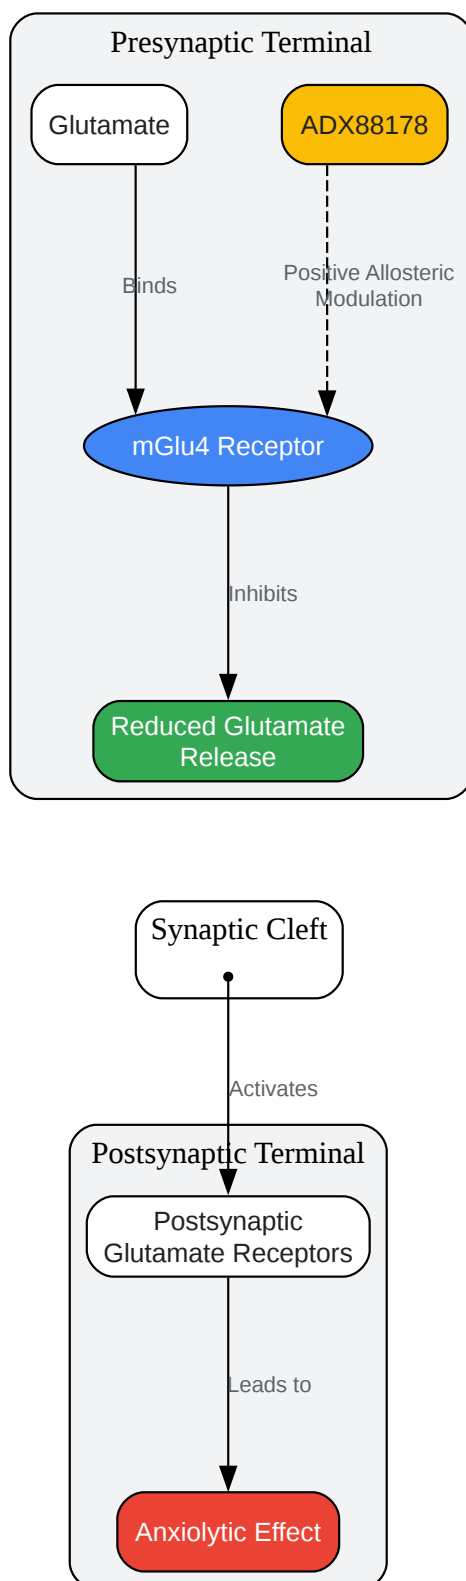 Presynaptic Terminal
Glutamate
ADX88178
Binds
Positive Allosteric
Modulation
mGlu4 Receptor
Inhibits
Reduced Glutamate
Release
Synaptic Cleft
Activates
Postsynaptic Terminal
Postsynaptic
Glutamate Receptors
Leads to
Anxiolytic Effect